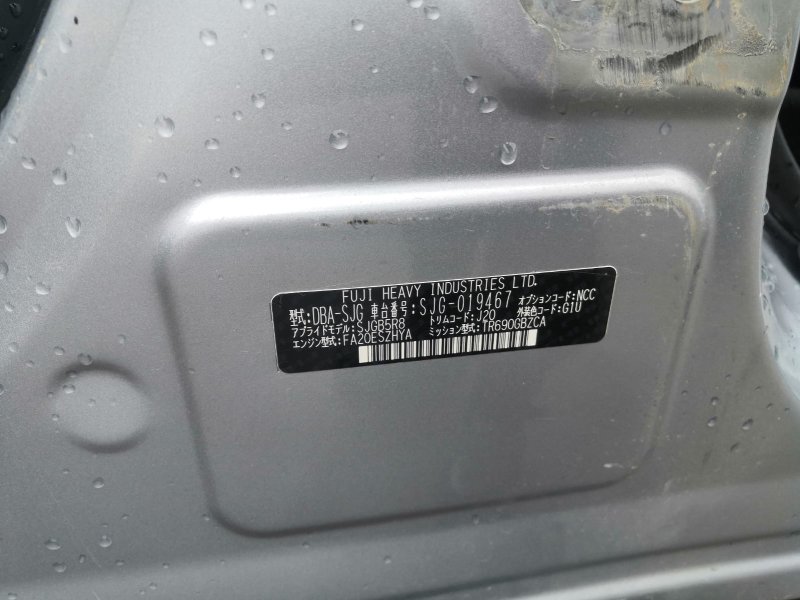 FUJI HEAVY INDUSTRIES LTD.
型式:DBA-SJG 車台番号:SJG-019467 オプションコード:NCC
アプライドモデル:SJGB5R8 トリムコード:J20 外装色コード:G1U
エンジン型式:FA20ESZHYA ミッション型式:TR690GBZCA